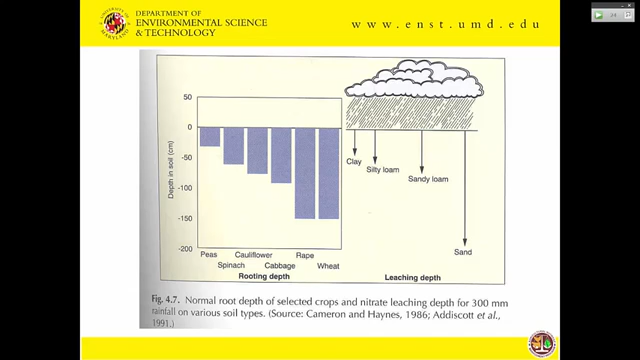 DEPARTMENT OF
ENVIRONMENTAL SCIENCE
& TECHNOLOGY
www.enst.umd.edu
50
0
-50
-100
-150
-200
Depth in soil (cm)
Peas
Cauliflower
Rape
Spinach
Cabbage
Wheat
Rooting depth
Clay
Silty loam
Sandy loam
Sand
Leaching depth
Fig. 4.7. Normal root depth of selected crops and nitrate leaching depth for 300 mm
rainfall on various soil types. (Source: Cameron and Haynes, 1986; Addiscott et al.,
1991.)